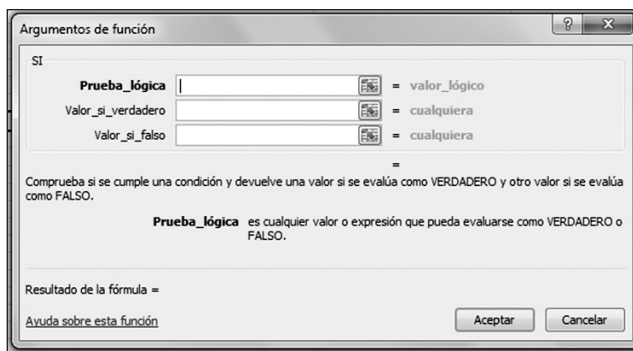 Argumentos de función
SI
Prueba_lógica = valor_lógico
Valor_si_verdadero = cualquiera
Valor_si_falso = cualquiera
=
Comprueba si se cumple una condición y devuelve una valor si se evalúa como VERDADERO y otro valor si se evalúa
como FALSO.
Prueba_lógica es cualquier valor o expresión que pueda evaluarse como VERDADERO o
FALSO.
Resultado de la fórmula =
Ayuda sobre esta función Aceptar Cancelar